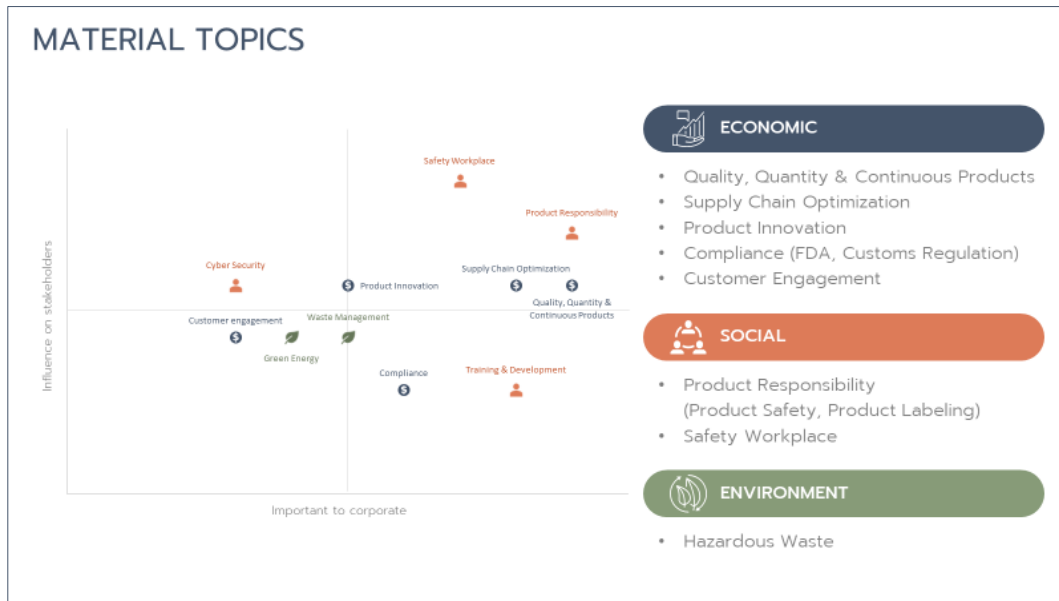 MATERIAL TOPICS
Influence on stakeholders
Safety Workplace
Product Responsibility
Cyber Security
Supply Chain Optimization
Product Innovation
Quality, Quantity &
Continuous Products
Customer engagement
Waste Management
Green Energy
Compliance
Training & Development
Important to corporate
ECONOMIC
• Quality, Quantity & Continuous Products
• Supply Chain Optimization
• Product Innovation
• Compliance (FDA, Customs Regulation)
• Customer Engagement
SOCIAL
• Product Responsibility
(Product Safety, Product Labeling)
• Safety Workplace
ENVIRONMENT
• Hazardous Waste